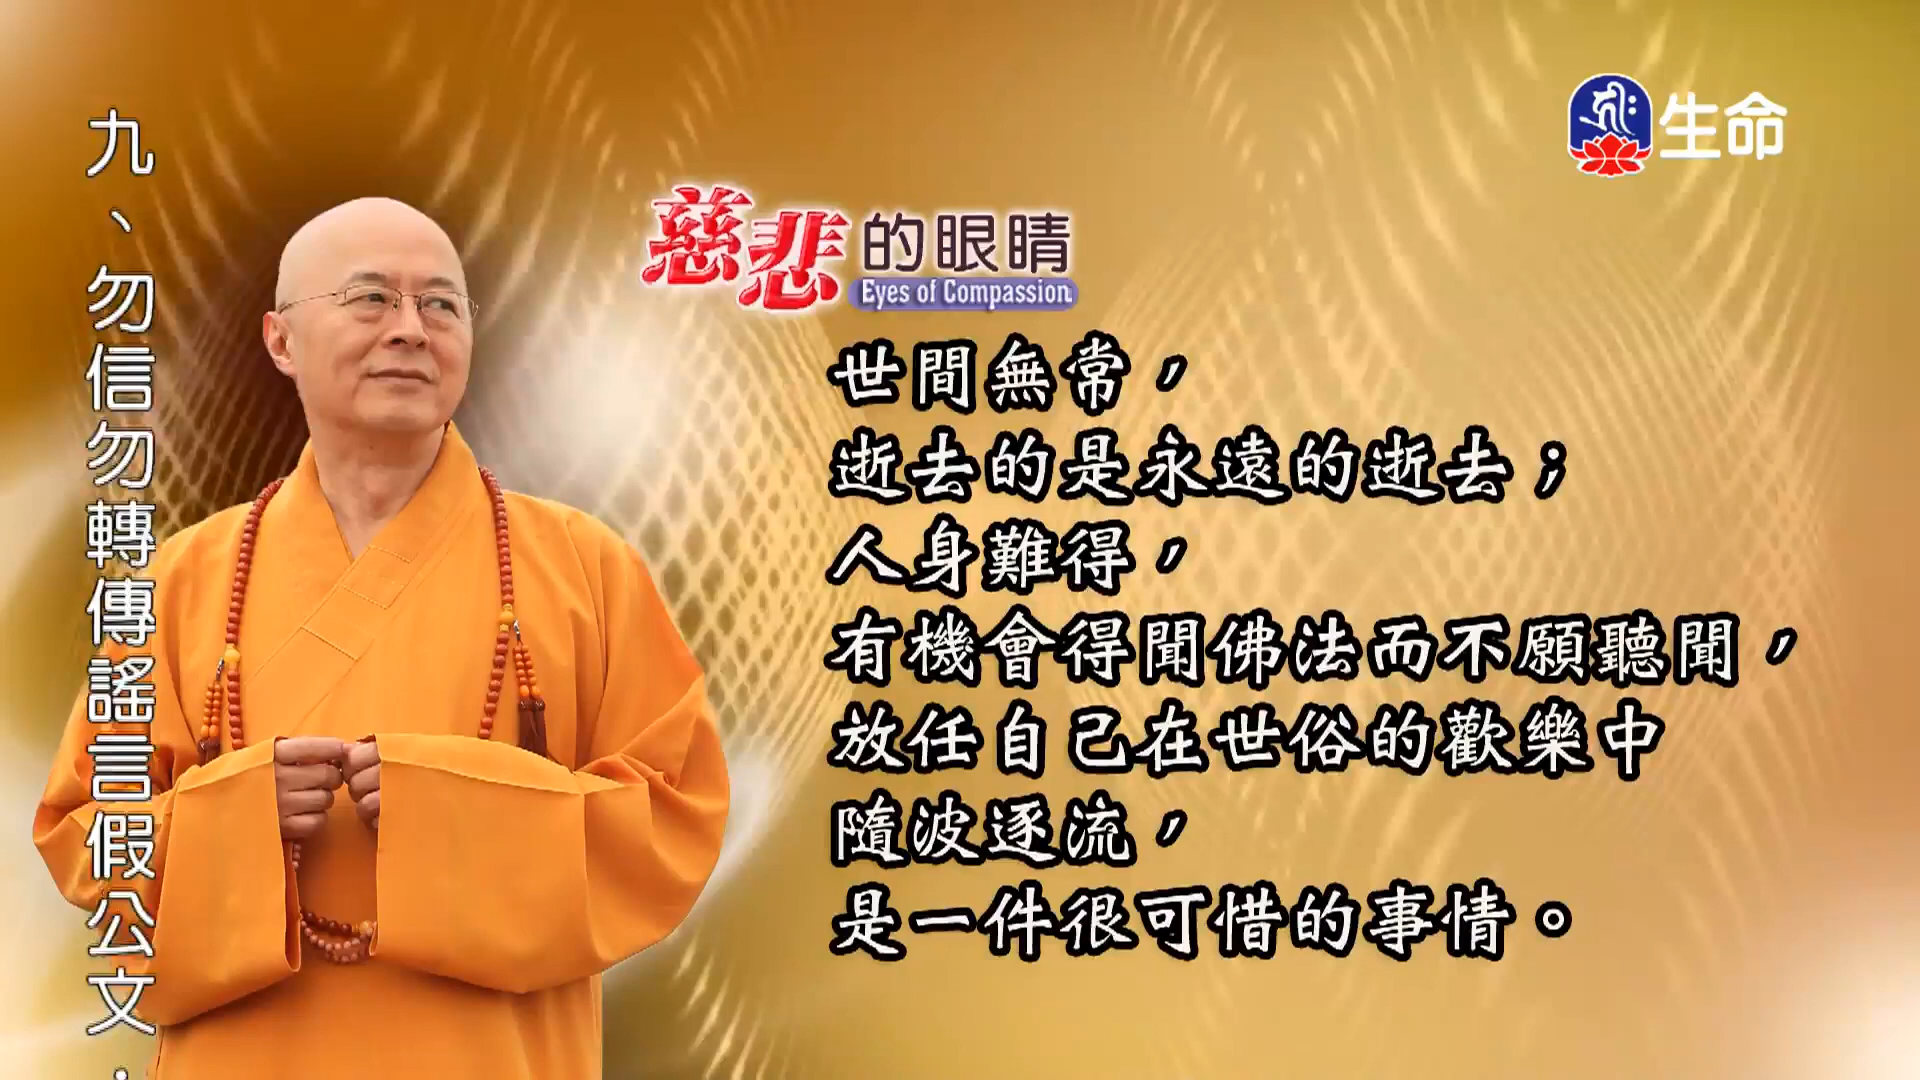 九、勿信勿轉傳謠言假公文.
生命
慈悲的眼睛
Eyes of Compassion
世間無常，
逝去的是永遠的逝去；
人身難得，
有機會得聞佛法而不願聽聞，
放任自己在世俗的歡樂中
隨波逐流，
是一件很可惜的事情。